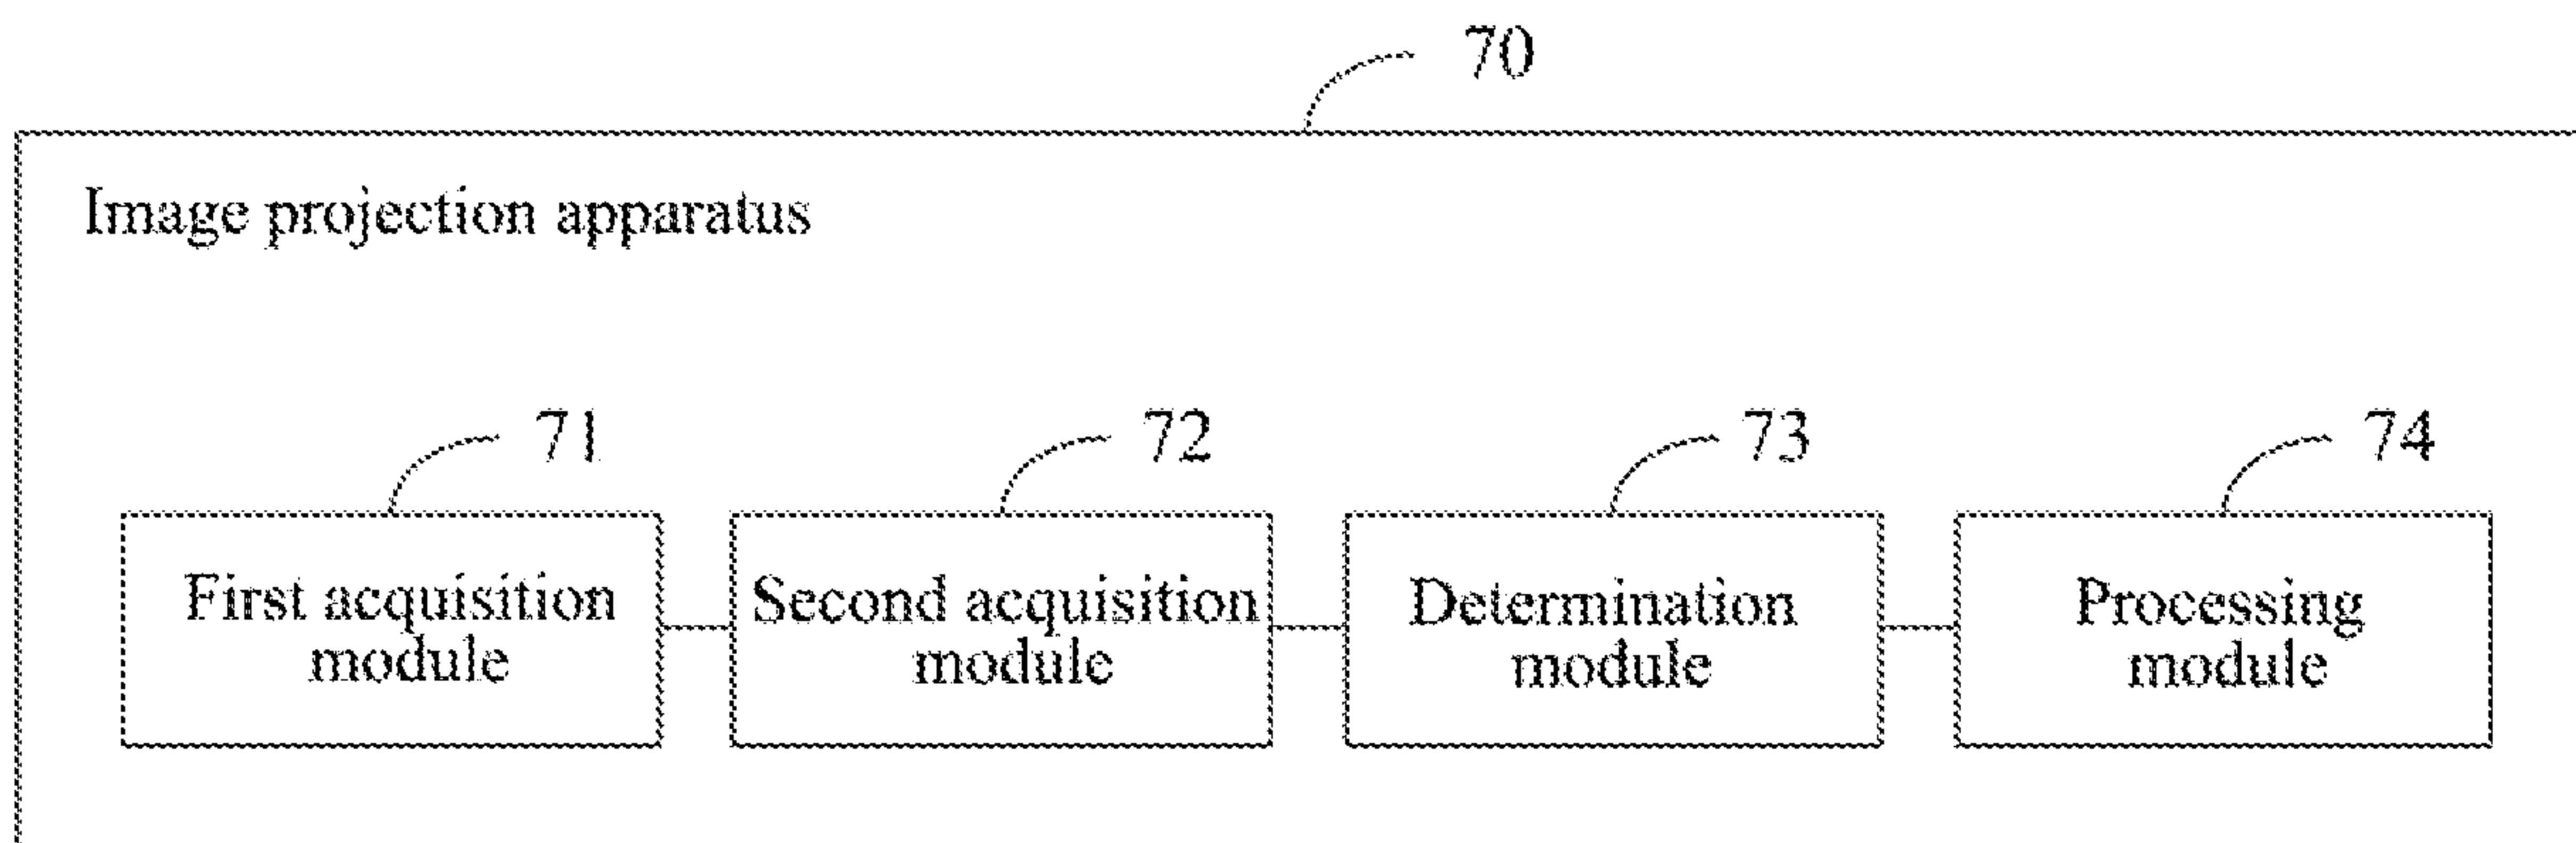 70
Image projection apparatus
71
72
73
74
First acquisition
module
Second acquisition
module
Determination
module
Processing
module